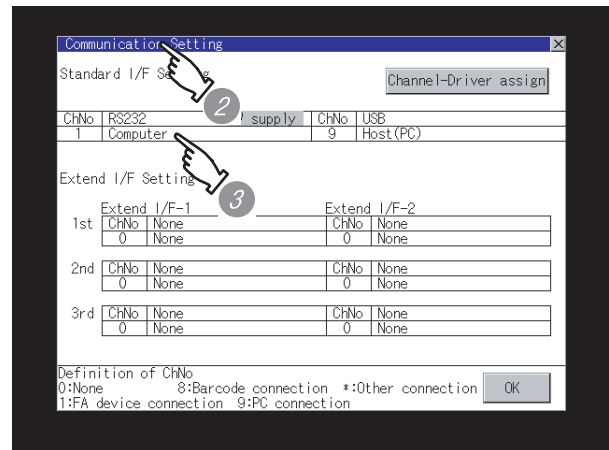 Communication Setting
Standard I/F Setting
Channel-Driver assign
2
ChNo RS232 supply ChNo USB
1 Computer 9 Host(PC)
Extend I/F Setting
3
Extend I/F-1 Extend I/F-2
1st ChNo None ChNo None
0 None 0 None
2nd ChNo None ChNo None
0 None 0 None
3rd ChNo None ChNo None
0 None 0 None
Definition of ChNo
0:None 8:Barcode connection *:Other connection OK
1:FA device connection 9:PC connection